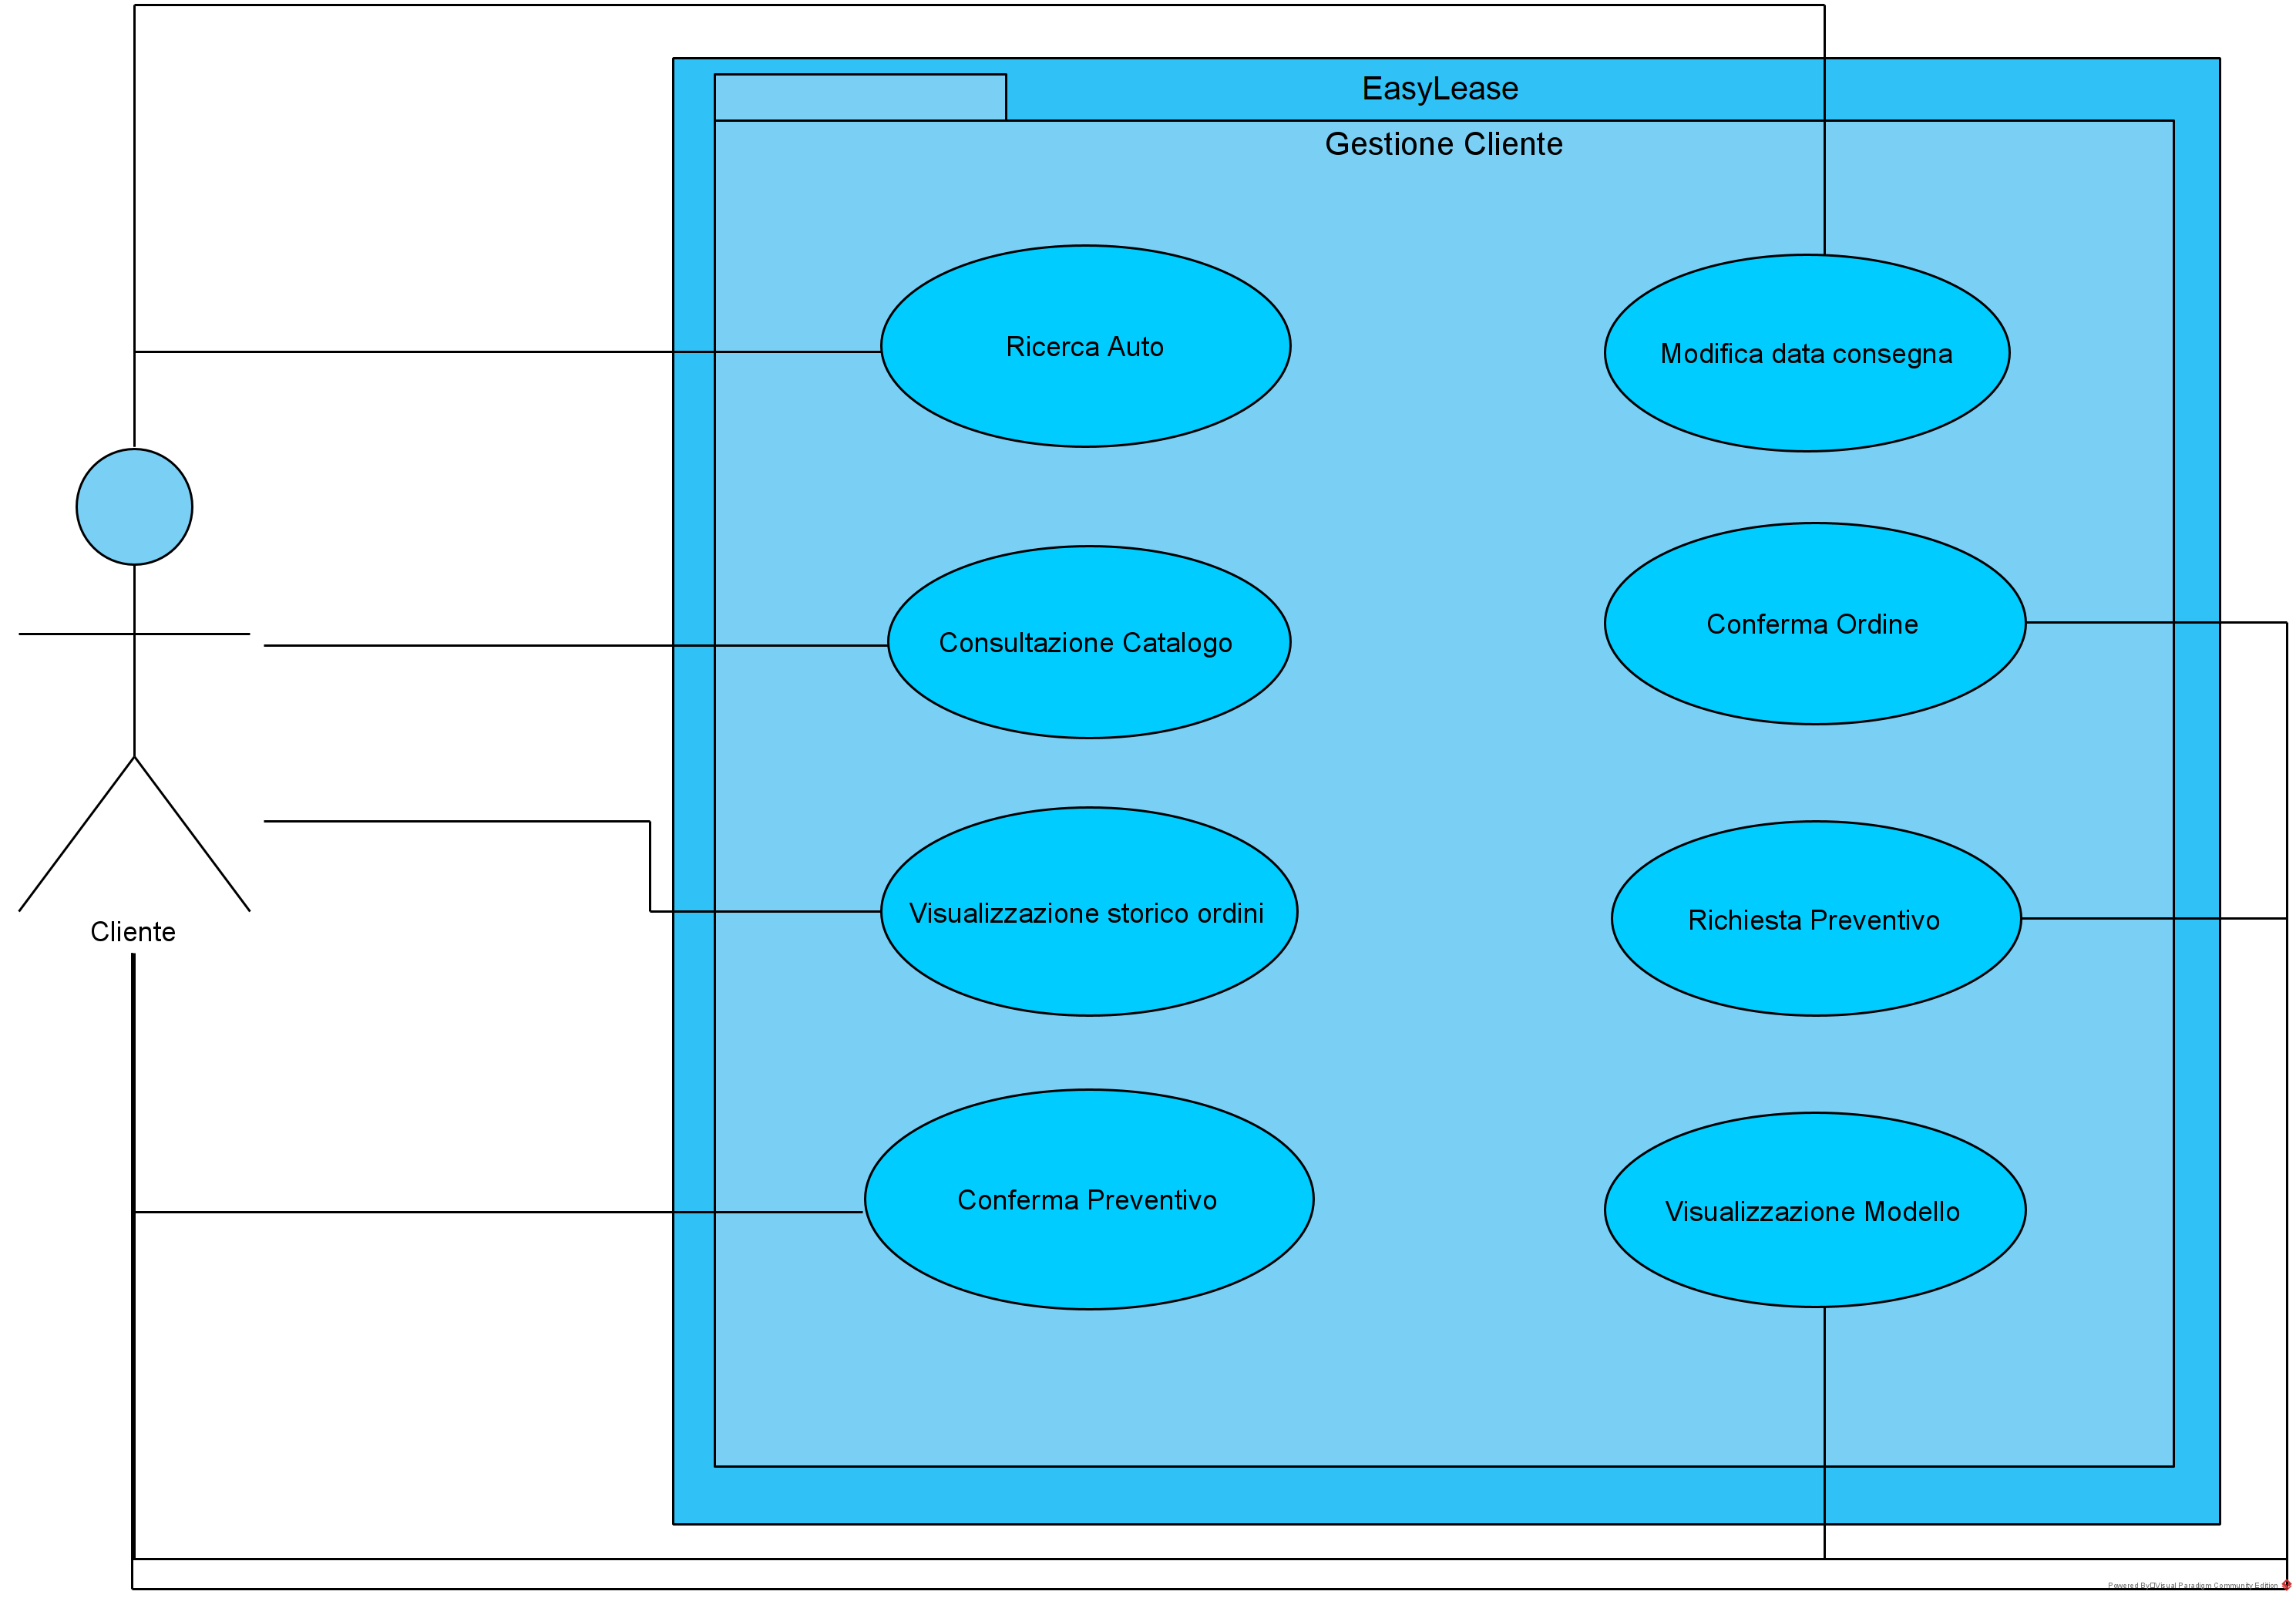 EasyLease
Gestione Cliente
Ricerca Auto
Modifica data consegna
Consultazione Catalogo
Conferma Ordine
Visualizzazione storico ordini
Richiesta Preventivo
Cliente
Conferma Preventivo
Visualizzazione Modello
Powered By Visual Paradigm Community Edition